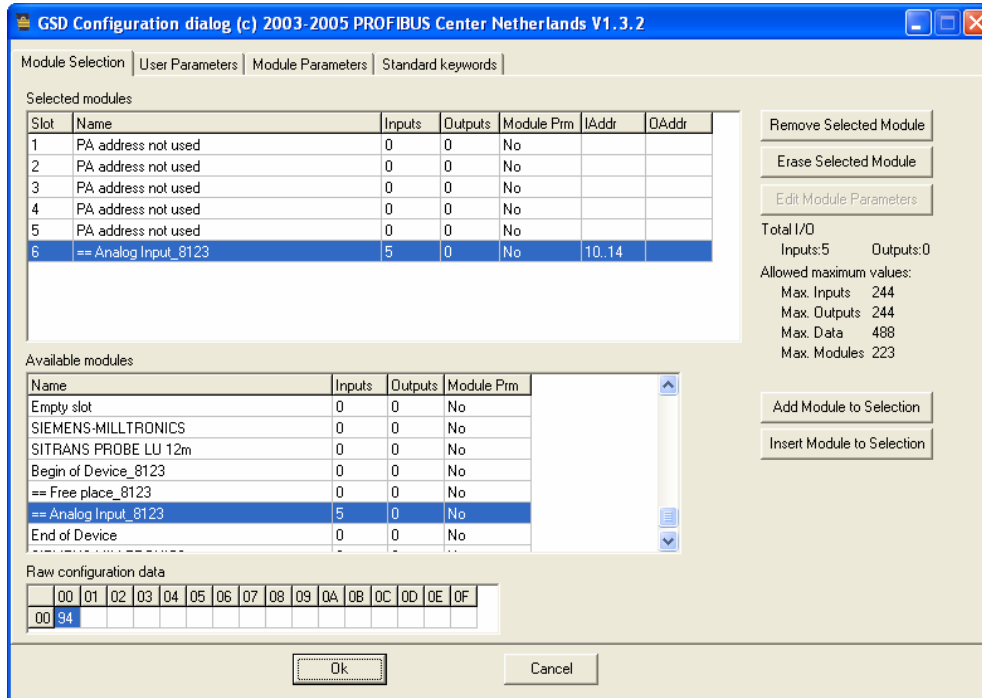 GSD Configuration dialog (c) 2003-2005 PROFIBUS Center Netherlands V1.3.2
Module Selection User Parameters Module Parameters Standard keywords
Selected modules
Slot Name Inputs Outputs Module Prm IAddr OAddr
1 PA address not used 0 0 No
2 PA address not used 0 0 No
3 PA address not used 0 0 No
4 PA address not used 0 0 No
5 PA address not used 0 0 No
6 == Analog Input_8123 5 0 No 10..14
Remove Selected Module
Erase Selected Module
Edit Module Parameters
Total I/O
Inputs:5 Outputs:0
Allowed maximum values:
Max. Inputs 244
Max. Outputs 244
Max. Data 488
Max. Modules 223
Available modules
Name Inputs Outputs Module Prm
Empty slot 0 0 No
SIEMENS-MILLTRONICS 0 0 No
SITRANS PROBE LU 12m 0 0 No
Begin of Device_8123 0 0 No
== Free place_8123 0 0 No
== Analog Input_8123 5 0 No
End of Device 0 0 No
Add Module to Selection
Insert Module to Selection
Raw configuration data
00 01 02 03 04 05 06 07 08 09 0A 0B 0C 0D 0E 0F
00 94
Ok Cancel